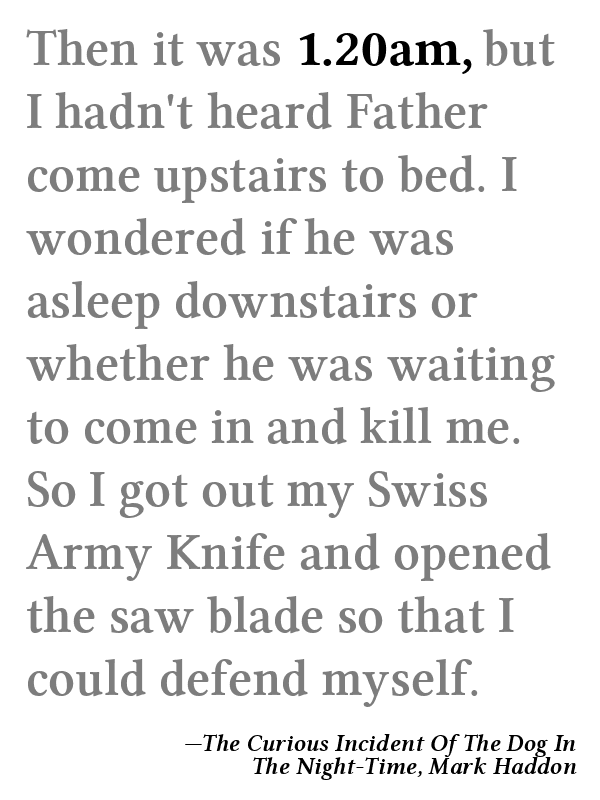 Then it was 1.20am, but
I hadn't heard Father
come upstairs to bed. I
wondered if he was
asleep downstairs or
whether he was waiting
to come in and kill me.
So I got out my Swiss
Army Knife and opened
the saw blade so that I
could defend myself.
—The Curious Incident Of The Dog In
The Night-Time, Mark Haddon